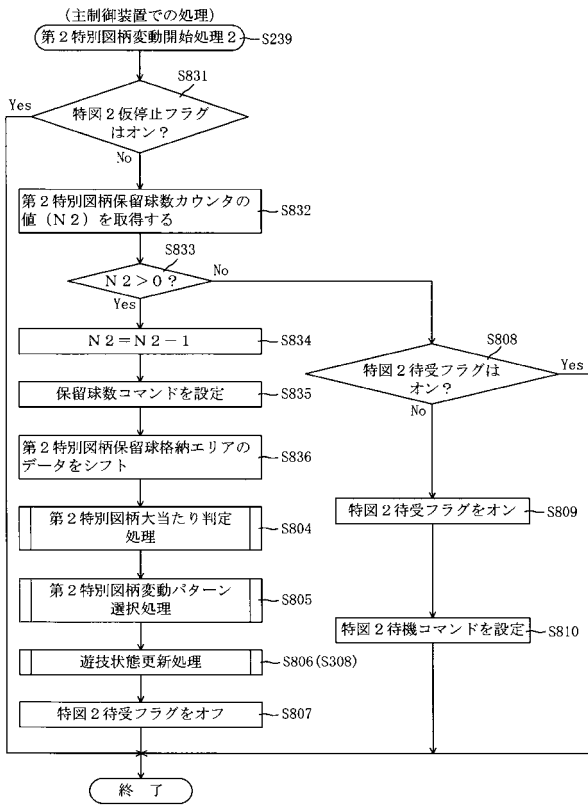 (主制御装置での処理)
第2特別図柄変動開始処理2
S239
S831
Yes
特図2仮停止フラグ
はオン?
No
第2特別図柄保留球数カウンタの
値(N2)を取得する
S832
S833
N2>0?
No
Yes
N2=N2-1
S834
保留球数コマンドを設定
S835
第2特別図柄保留球格納エリアの
データをシフト
S836
第2特別図柄大当たり判定
処理
S804
第2特別図柄変動パターン
選択処理
S805
遊技状態更新処理
S806(S308)
特図2待受フラグをオフ
S807
S808
特図2待受フラグは
オン?
Yes
No
特図2待受フラグをオン
S809
特図2待機コマンドを設定
S810
終 了